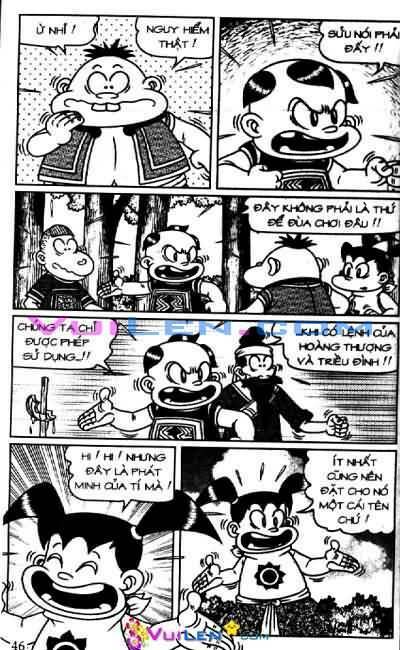 Ừ NHỈ!
NGUY HIỂM
THẬT!
SỬU NÓI PHẢI
ĐẤY!!
ĐÂY KHÔNG PHẢI LÀ THỨ
ĐỂ ĐÙA CHƠI ĐÂU!!
CHÚNG TA CHỈ
ĐƯỢC PHÉP
SỬ DỤNG...!!
KHI CÓ LỆNH CỦA
HOÀNG THƯỢNG
VÀ TRIỀU ĐÌNH!
VUILEN.COM
HI! HI! NHƯNG
ĐÂY LÀ PHÁT
MINH CỦA TÍ MÀ!
ÍT NHẤT
CŨNG NÊN
ĐẶT CHO NÓ
MỘT CÁI TÊN
CHỨ!
46
VUILEN.COM